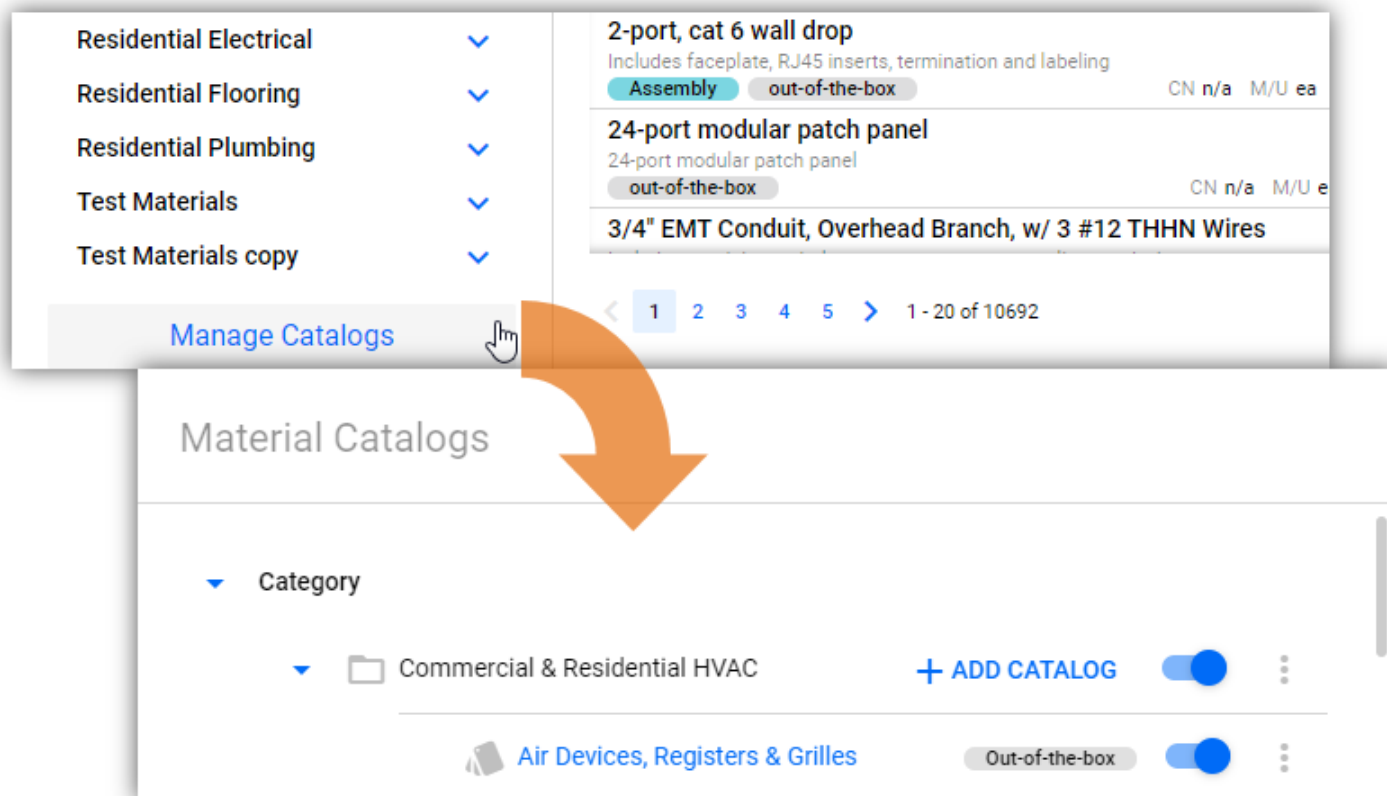 Residential Electrical
Residential Flooring
Residential Plumbing
Test Materials
Test Materials copy
Manage Catalogs
2-port, cat 6 wall drop
Includes faceplate, RJ45 inserts, termination and labeling
Assembly out-of-the-box CN n/a M/U ea
24-port modular patch panel
24-port modular patch panel
out-of-the-box CN n/a M/U e
3/4" EMT Conduit, Overhead Branch, w/ 3 #12 THHN Wires
1 2 3 4 5 1 - 20 of 10692
Material Catalogs
Category
Commercial & Residential HVAC + ADD CATALOG
Air Devices, Registers & Grilles Out-of-the-box